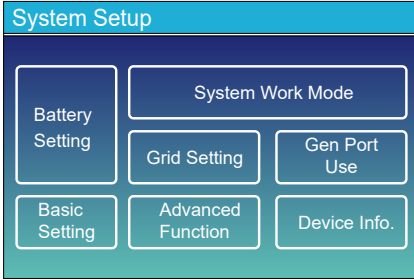 System Setup
Battery
Setting
System Work Mode
Grid Setting
Gen Port
Use
Basic
Setting
Advanced
Function
Device Info.